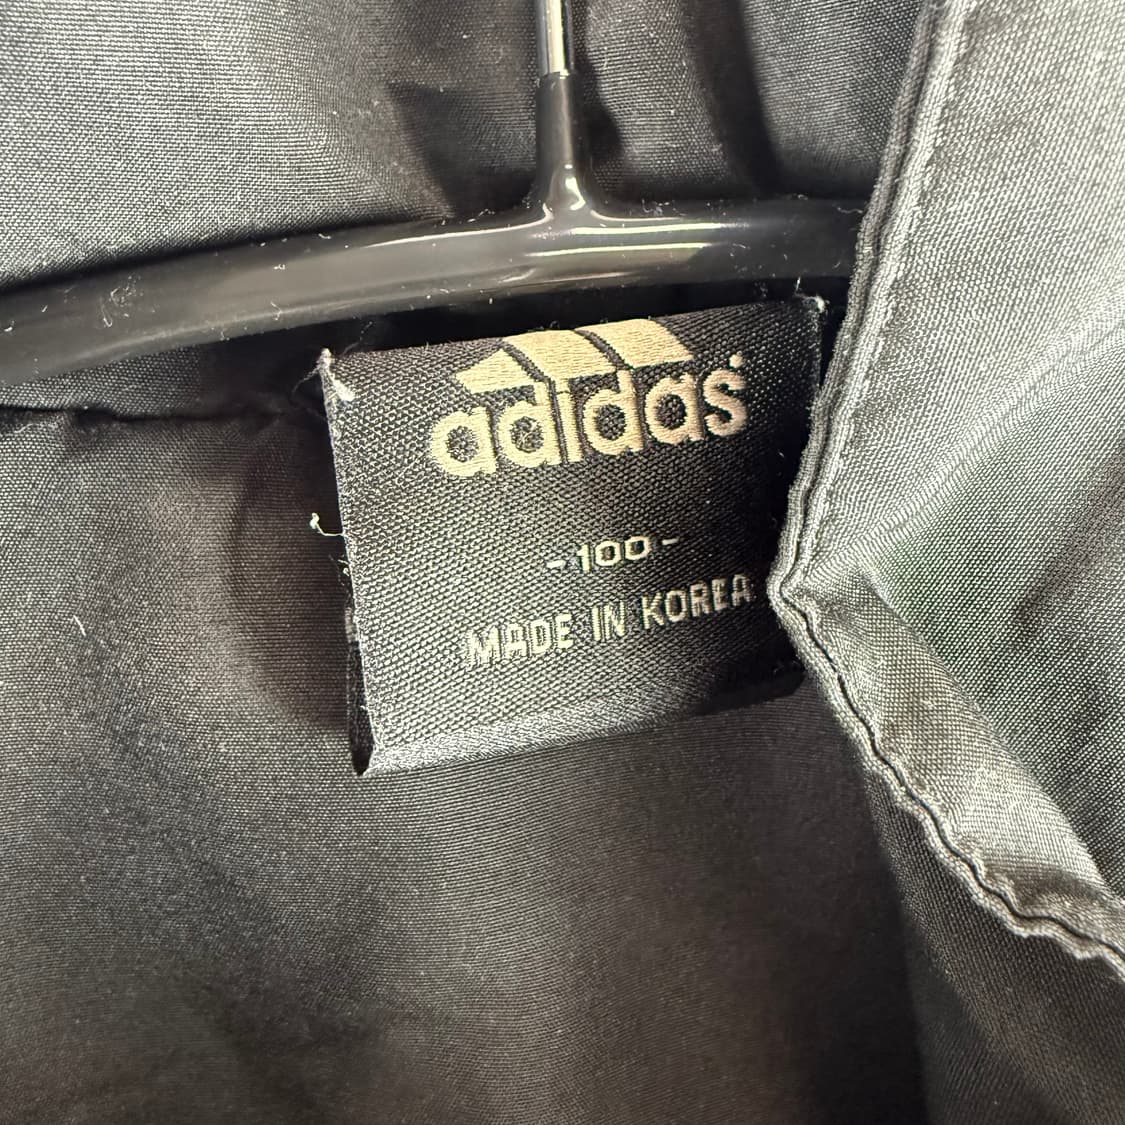 adidas
-100-
MADE IN KOREA